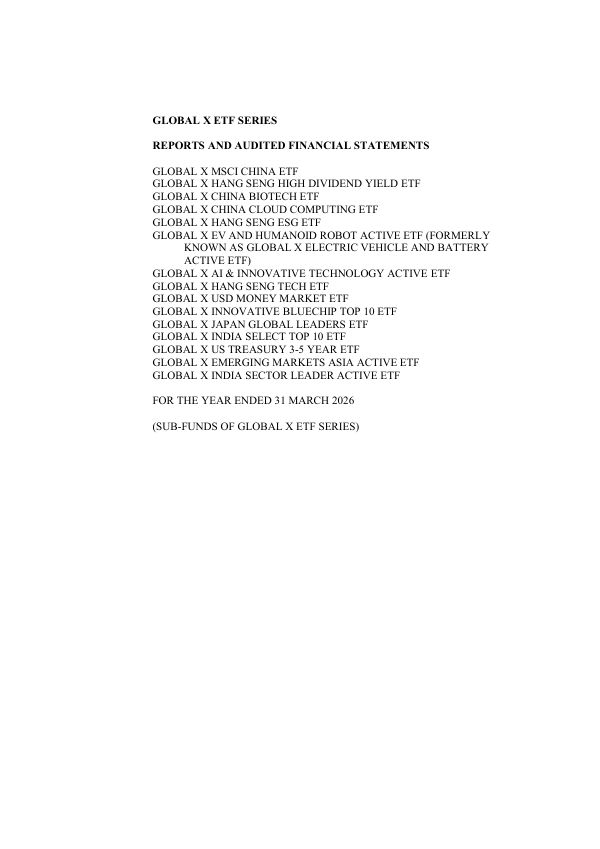 GLOBAL X ETF SERIES
REPORTS AND AUDITED FINANCIAL STATEMENTS
GLOBAL X MSCI CHINA ETF
GLOBAL X HANG SENG HIGH DIVIDEND YIELD ETF
GLOBAL X CHINA BIOTECH ETF
GLOBAL X CHINA CLOUD COMPUTING ETF
GLOBAL X HANG SENG ESG ETF
GLOBAL X EV AND HUMANOID ROBOT ACTIVE ETF (FORMERLY
KNOWN AS GLOBAL X ELECTRIC VEHICLE AND BATTERY
ACTIVE ETF)
GLOBAL X AI & INNOVATIVE TECHNOLOGY ACTIVE ETF
GLOBAL X HANG SENG TECH ETF
GLOBAL X USD MONEY MARKET ETF
GLOBAL X INNOVATIVE BLUECHIP TOP 10 ETF
GLOBAL X JAPAN GLOBAL LEADERS ETF
GLOBAL X INDIA SELECT TOP 10 ETF
GLOBAL X US TREASURY 3-5 YEAR ETF
GLOBAL X EMERGING MARKETS ASIA ACTIVE ETF
GLOBAL X INDIA SECTOR LEADER ACTIVE ETF
FOR THE YEAR ENDED 31 MARCH 2026
(SUB-FUNDS OF GLOBAL X ETF SERIES)